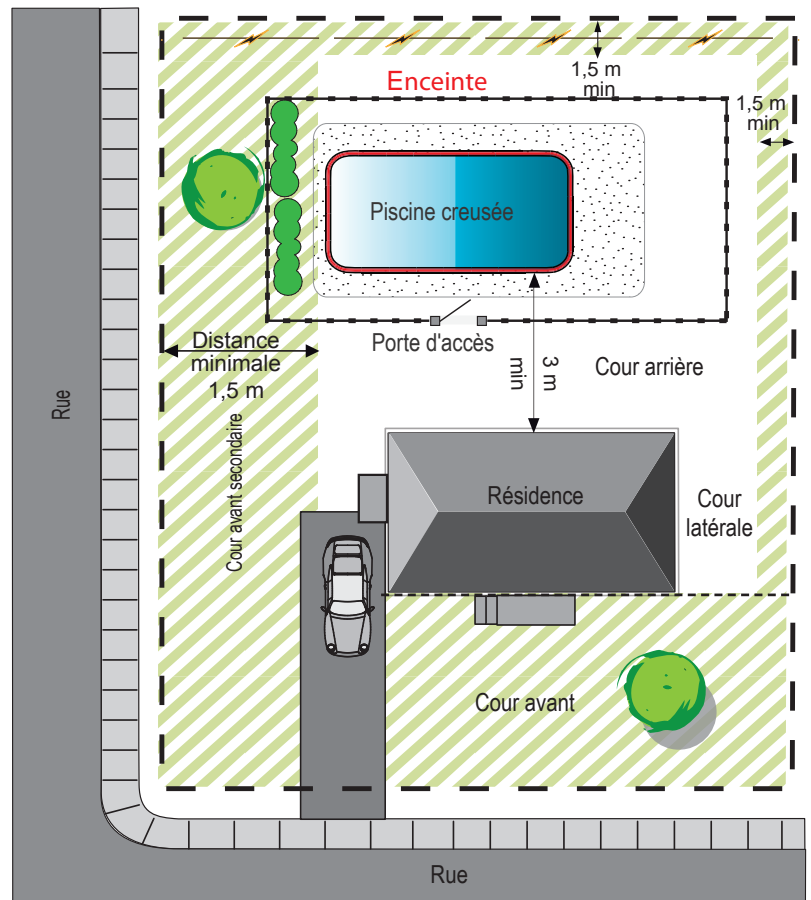 1,5 m
min
Enceinte
1,5 m
min
Piscine creusée
Distance
minimale
1,5 m
Porte d'accès
3 m
min
Cour arrière
Rue
Cour avant secondaire
Résidence
Cour
latérale
Cour avant
Rue